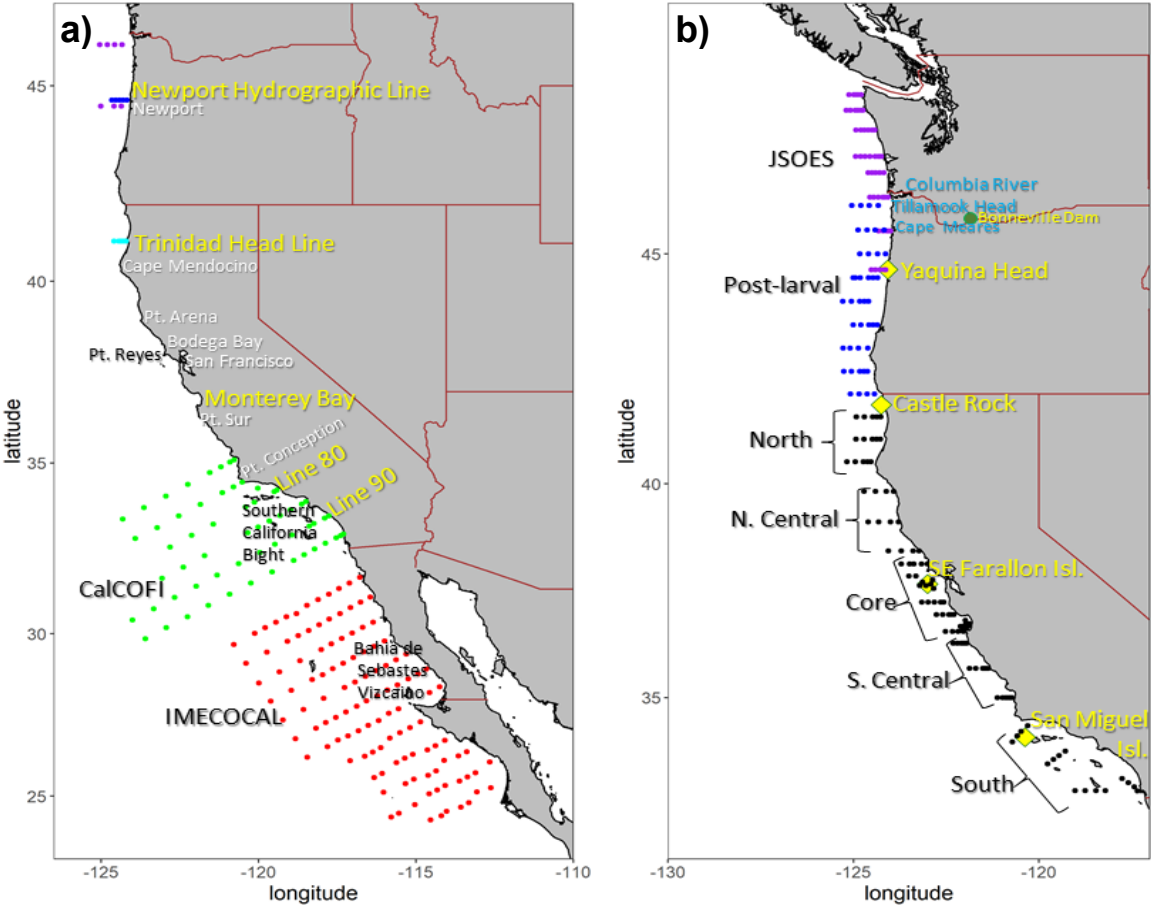 a)
Newport Hydrographic Line
Newport
Trinidad Head Line
Cape Mendocino
Pt. Arena
Bodega Bay
Pt. Reyes
San Francisco
Monterey Bay
Pt. Sur
Pt. Conception
Line 80
Line 90
Southern
California
Bight
CalCOFI
Bahia de
Sebastes
Vizcaino
IMECOCAL
45
40
35
30
25
latitude
-125
-120
-115
-110
longitude
b)
JSOES
Columbia River
Tillamook Head
Bonneville Dam
Cape Meares
Yaquina Head
Post-larval
Castle Rock
North
N. Central
SE Farallon Isl.
Core
S. Central
San Miguel
Isl.
South
45
40
35
latitude
-130
-125
-120
longitude